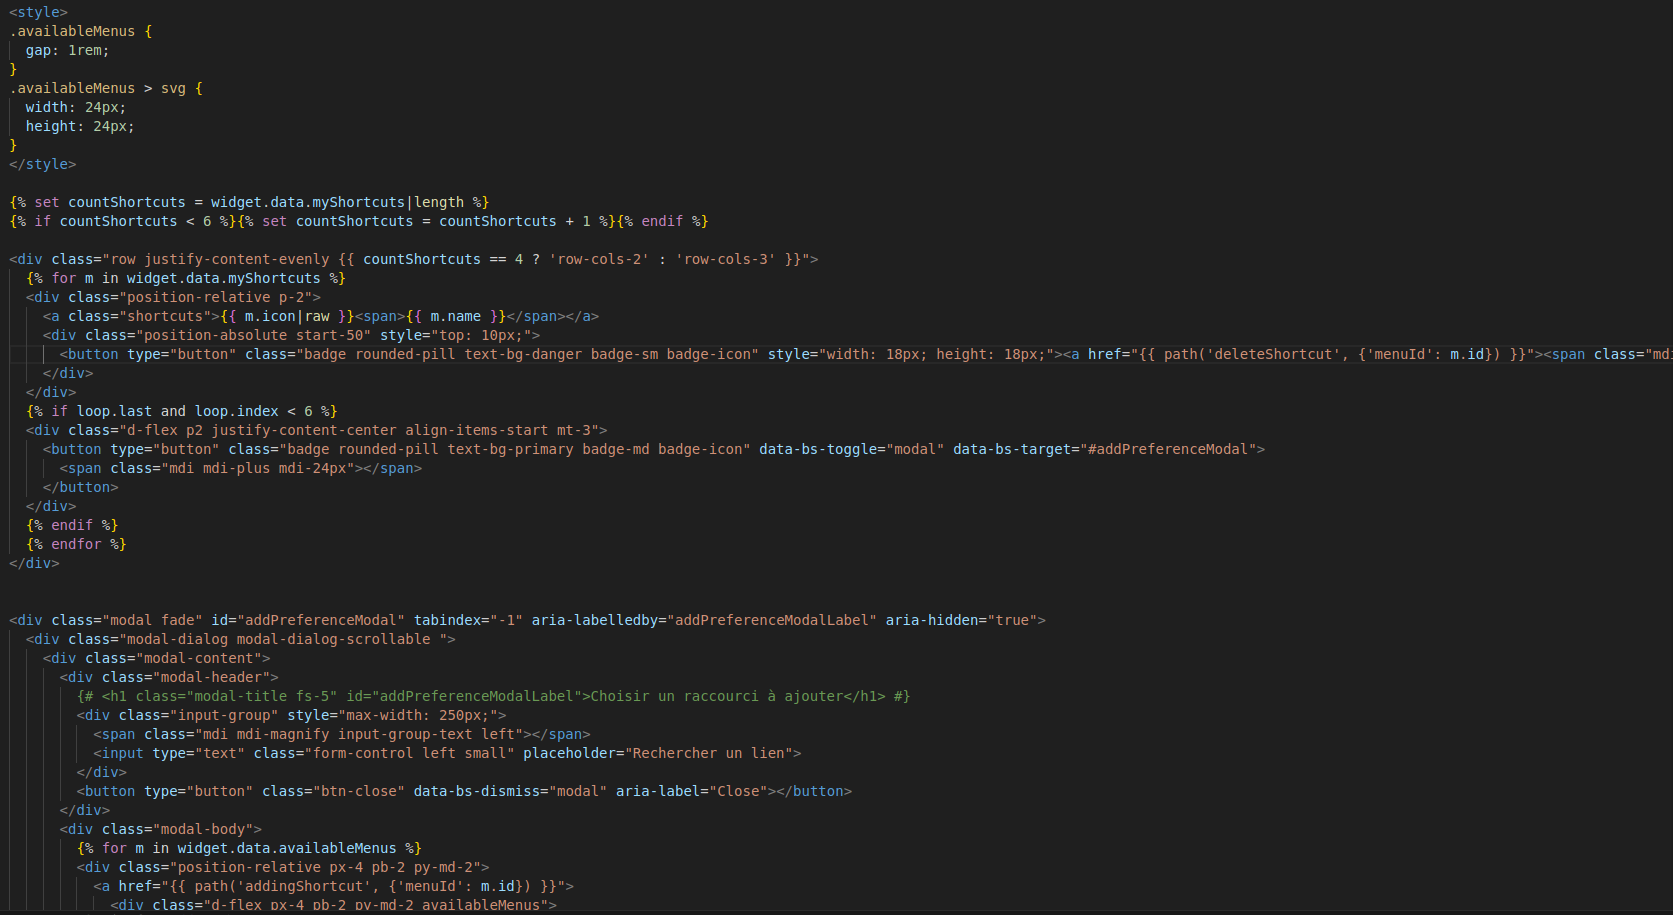 <style>
.availableMenus {
  gap: 1rem;
}
.availableMenus > svg {
  width: 24px;
  height: 24px;
}
</style>

{% set countShortcuts = widget.data.myShortcuts|length %}
{% if countShortcuts < 6 %}{% set countShortcuts = countShortcuts + 1 %}{% endif %}

<div class="row justify-content-evenly {{ countShortcuts == 4 ? 'row-cols-2' : 'row-cols-3' }}">
  {% for m in widget.data.myShortcuts %}
  <div class="position-relative p-2">
    <a class="shortcuts">{{ m.icon|raw }}<span>{{ m.name }}</span></a>
    <div class="position-absolute start-50" style="top: 10px;">
      <button type="button" class="badge rounded-pill text-bg-danger badge-sm badge-icon" style="width: 18px; height: 18px;"><a href="{{ path('deleteShortcut', {'menuId': m.id}) }}"><span class="md
    </div>
  </div>
  {% if loop.last and loop.index < 6 %}
  <div class="d-flex p2 justify-content-center align-items-start mt-3">
    <button type="button" class="badge rounded-pill text-bg-primary badge-md badge-icon" data-bs-toggle="modal" data-bs-target="#addPreferenceModal">
      <span class="mdi mdi-plus mdi-24px"></span>
    </button>
  </div>
  {% endif %}
  {% endfor %}
</div>


<div class="modal fade" id="addPreferenceModal" tabindex="-1" aria-labelledby="addPreferenceModalLabel" aria-hidden="true">
  <div class="modal-dialog modal-dialog-scrollable ">
    <div class="modal-content">
      <div class="modal-header">
        {# <h1 class="modal-title fs-5" id="addPreferenceModalLabel">Choisir un raccourci à ajouter</h1> #}
        <div class="input-group" style="max-width: 250px;">
          <span class="mdi mdi-magnify input-group-text left"></span>
          <input type="text" class="form-control left small" placeholder="Rechercher un lien">
        </div>
        <button type="button" class="btn-close" data-bs-dismiss="modal" aria-label="Close"></button>
      </div>
      <div class="modal-body">
        {% for m in widget.data.availableMenus %}
        <div class="position-relative px-4 pb-2 py-md-2">
          <a href="{{ path('addingShortcut', {'menuId': m.id}) }}">
            <div class="d-flex px-4 pb-2 py-md-2 availableMenus">